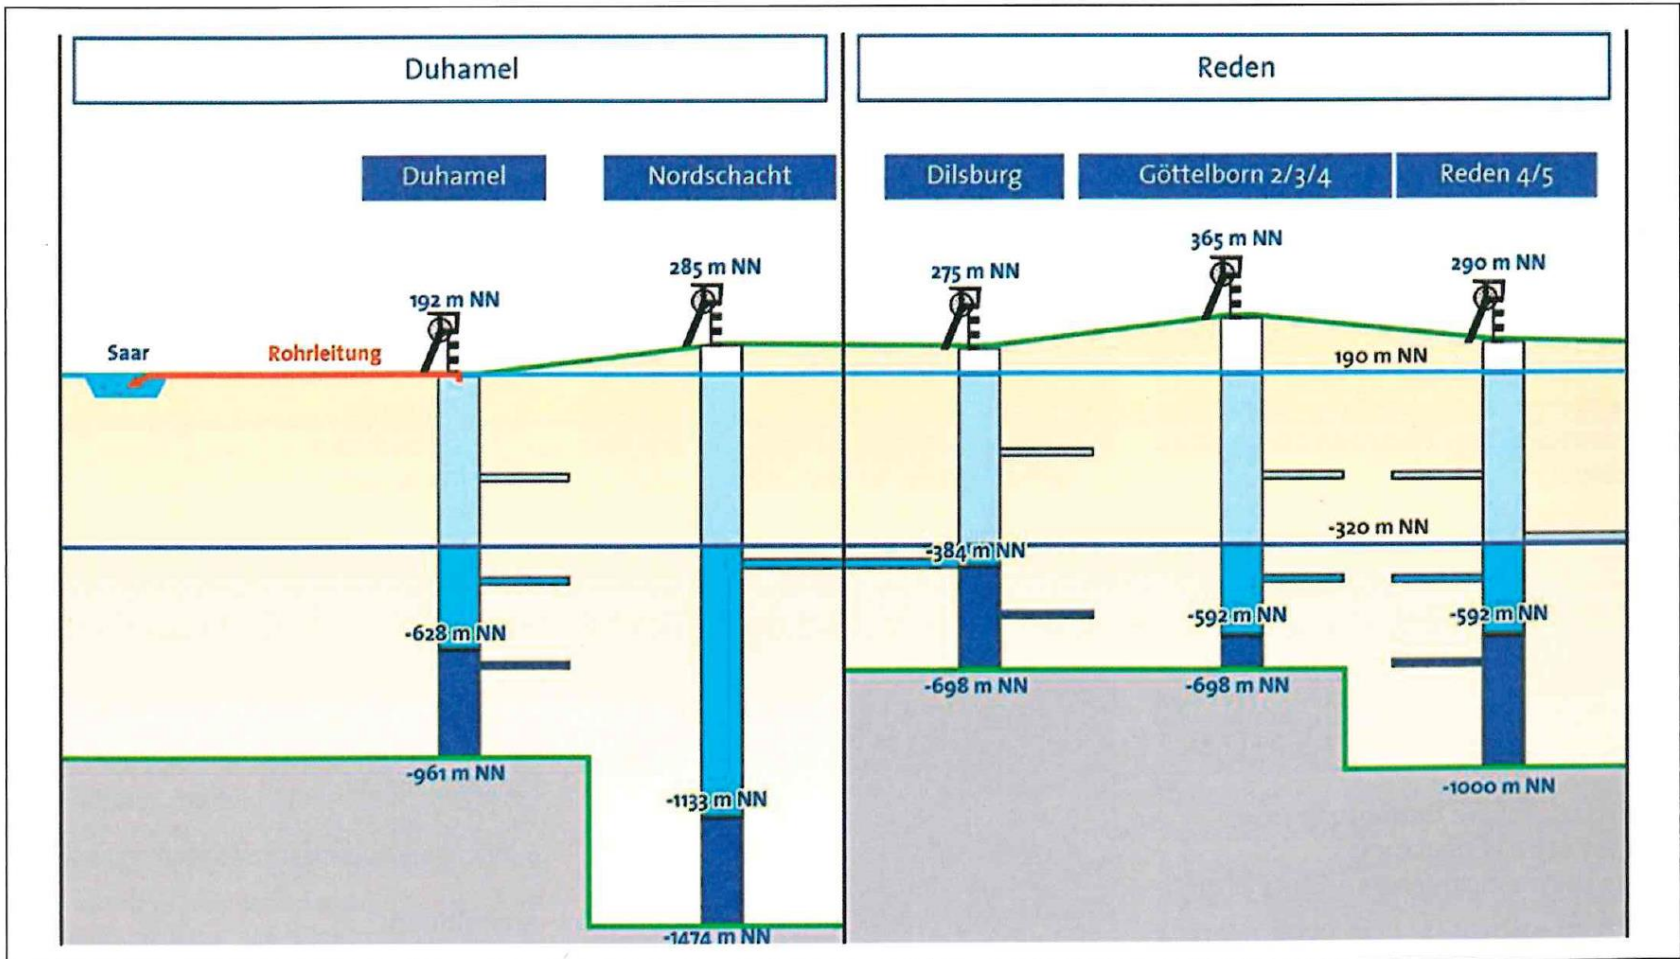 Duhamel
Reden
Duhamel
Nordschacht
Dilsburg
Göttelborn 2/3/4
Reden 4/5
365 m NN
285 m NN
275 m NN
290 m NN
192 m NN
Saar
Rohrleitung
190 m NN
-320 m NN
-384 m NN
-628 m NN
-592 m NN
-592 m NN
-698 m NN
-698 m NN
-961 m NN
-1133 m NN
-1000 m NN
-1474 m NN